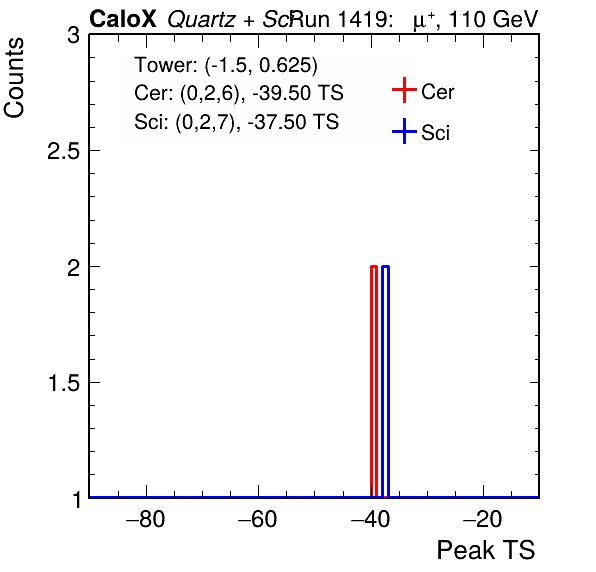 CaloX Quartz + Sci Run 1419: μ⁺, 110 GeV
Counts
Tower: (-1.5, 0.625)
Cer: (0,2,6), -39.50 TS
Sci: (0,2,7), -37.50 TS
Cer
Sci
3
2.5
2
1.5
1
−80 −60 −40 −20
Peak TS